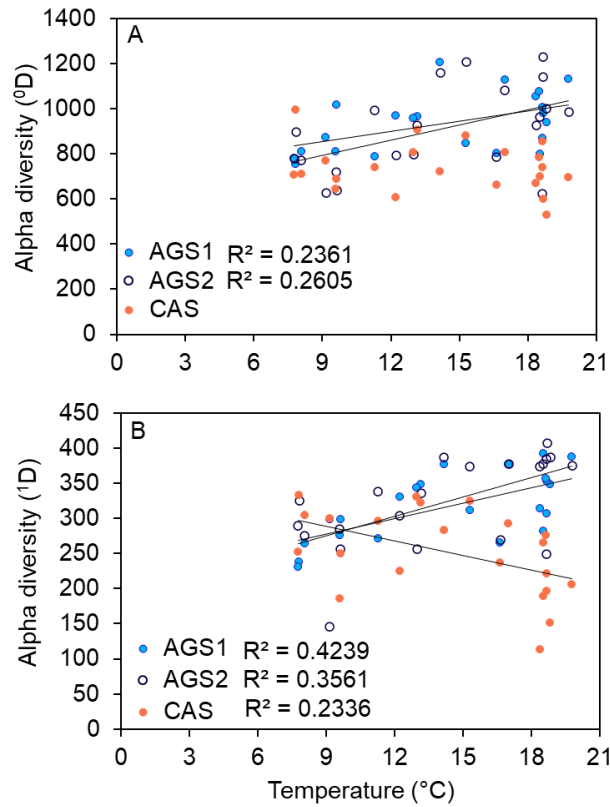 A
Alpha diversity (⁰D)
1400
1200
1000
800
600
400
200
0
AGS1 R² = 0.2361
AGS2 R² = 0.2605
CAS
0 3 6 9 12 15 18 21
B
Alpha diversity (¹D)
450
400
350
300
250
200
150
100
50
0
AGS1 R² = 0.4239
AGS2 R² = 0.3561
CAS R² = 0.2336
0 3 6 9 12 15 18 21
Temperature (°C)